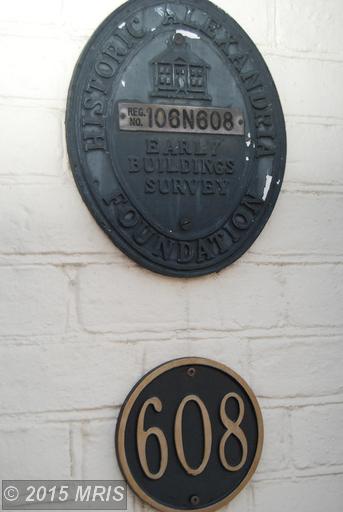 HISTORIC ALEXANDRIA
REG.
NO.
106N608
EARLY
BUILDINGS
SURVEY
FOUNDATION
608
© 2015 MRIS